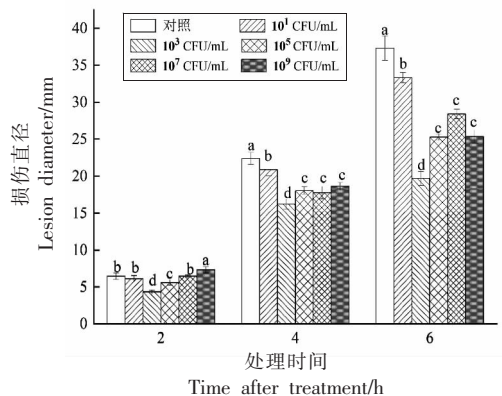 对照
10¹ CFU/mL
10³ CFU/mL
10⁵ CFU/mL
10⁷ CFU/mL
10⁹ CFU/mL
损伤直径
Lesion diameter/mm
40
35
30
25
20
15
10
5
0
b b d c b a
a b d c c c
a b d c c c
2 4 6
处理时间
Time after treatment/h